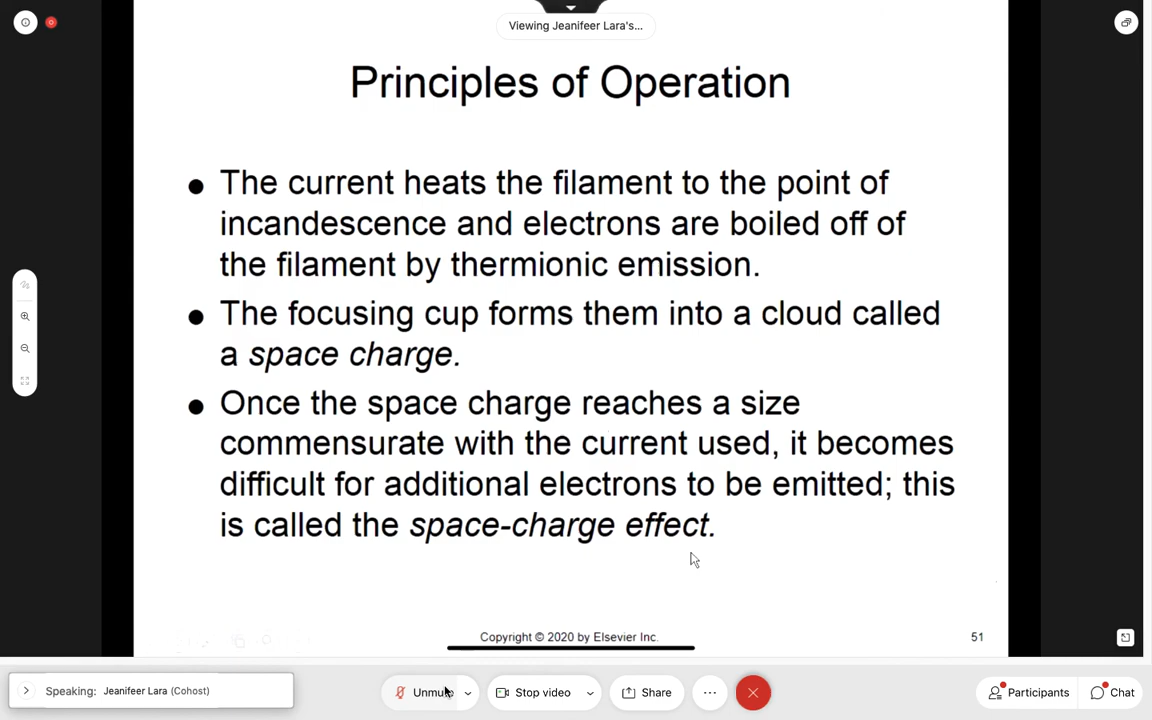 Viewing Jeanifeer Lara's...
Principles of Operation
● The current heats the filament to the point of
incandescence and electrons are boiled off of
the filament by thermionic emission.
● The focusing cup forms them into a cloud called
a space charge.
● Once the space charge reaches a size
commensurate with the current used, it becomes
difficult for additional electrons to be emitted; this
is called the space-charge effect.
Copyright © 2020 by Elsevier Inc.
51
Speaking: Jeanifeer Lara (Cohost)
Unmute
Stop video
Share
Participants
Chat